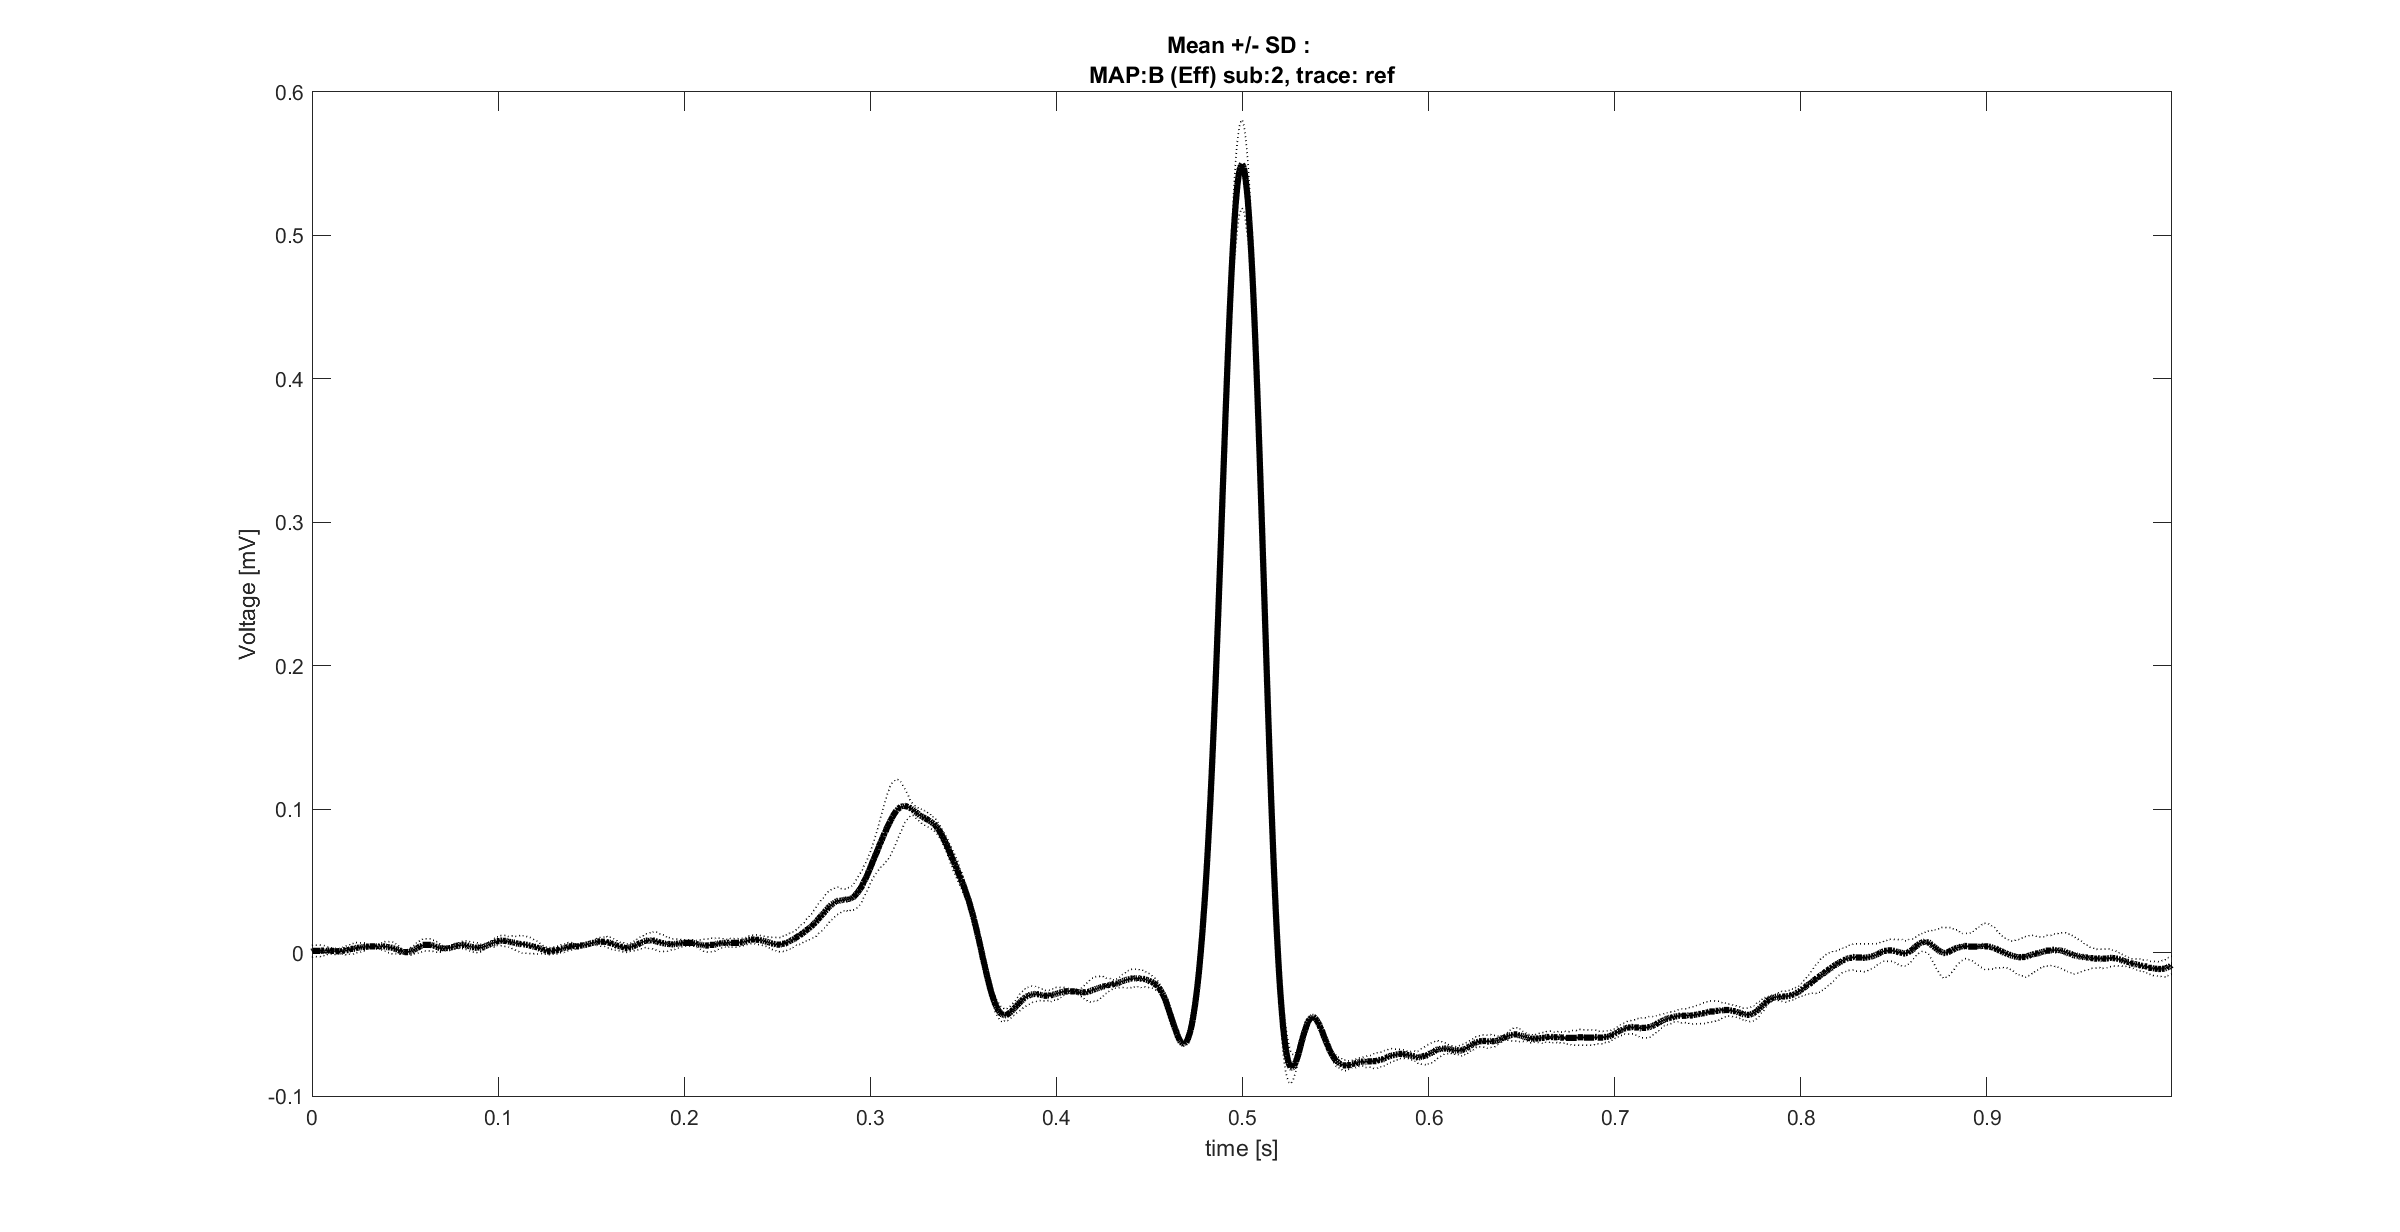 Mean +/- SD :
MAP:B (Eff) sub:2, trace: ref
0.6
0.5
0.4
0.3
0.2
0.1
0
-0.1
Voltage [mV]
0 0.1 0.2 0.3 0.4 0.5 0.6 0.7 0.8 0.9
time [s]